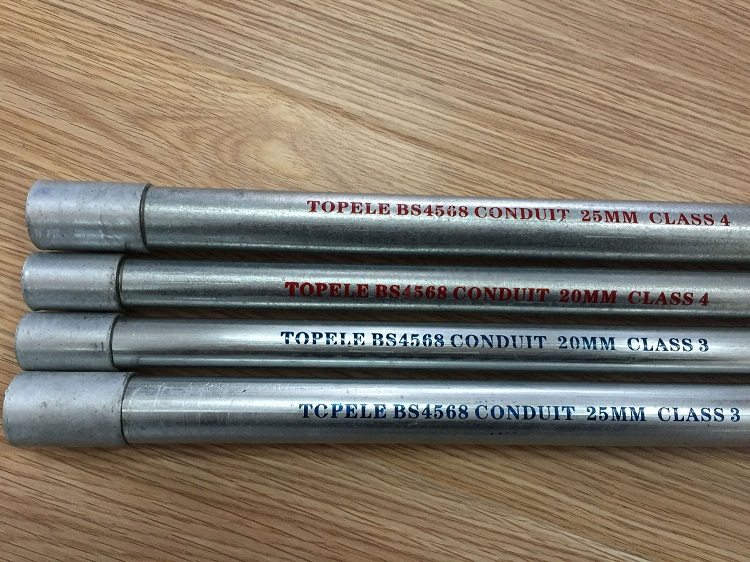 TOPELE BS4568 CONDUIT 25MM CLASS 4
TOPELE BS4568 CONDUIT 20MM CLASS 4
TOPELE BS4568 CONDUIT 20MM CLASS 3
TOPELE BS4568 CONDUIT 25MM CLASS 3